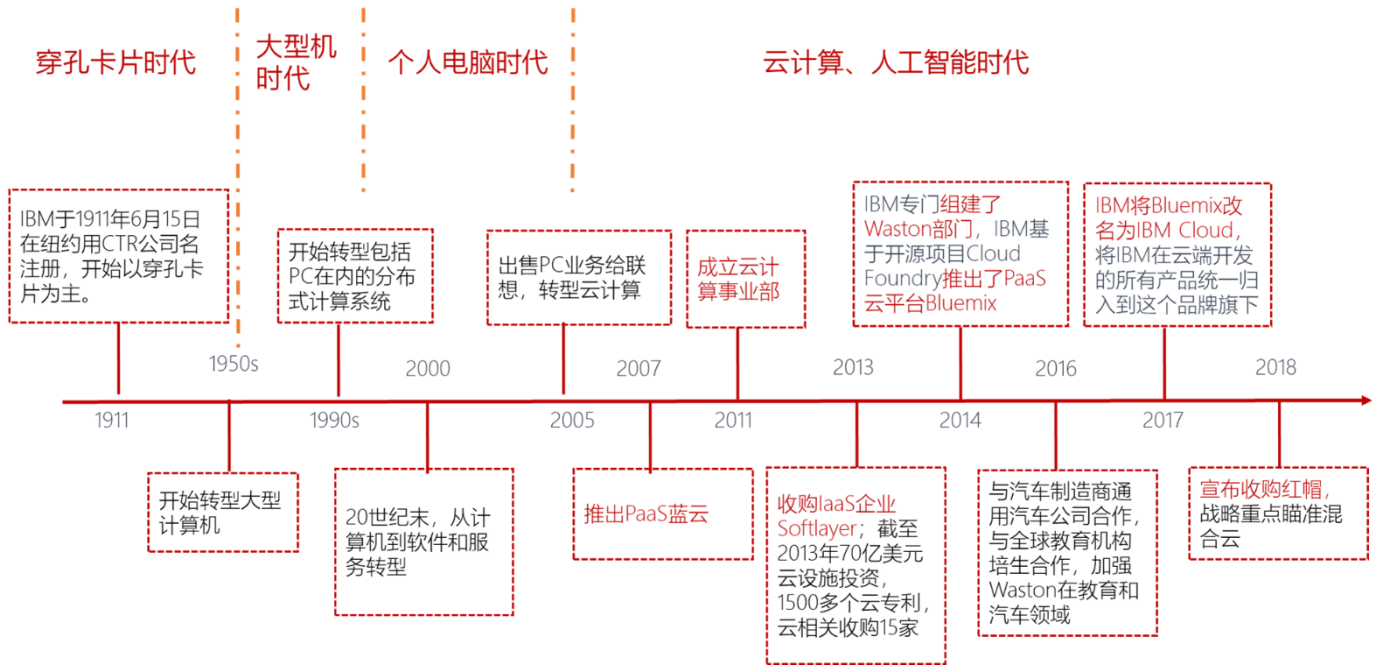 穿孔卡片时代
大型机
时代
个人电脑时代
云计算、人工智能时代
IBM于1911年6月15日
在纽约用CTR公司名
注册，开始以穿孔卡
片为主。
开始转型包括
PC在内的分布
式计算系统
出售PC业务给联
想，转型云计算
成立云计
算事业部
IBM专门组建了
Waston部门，IBM基
于开源项目Cloud
Foundry推出了PaaS
云平台Bluemix
IBM将Bluemix改
名为IBM Cloud，
将IBM在云端开发
的所有产品统一归
入到这个品牌旗下
1950s
2000
2007
2013
2016
2018
1911
1990s
2005
2011
2014
2017
开始转型大型
计算机
20世纪末，从计
算机到软件和服
务转型
推出PaaS蓝云
收购IaaS企业
Softlayer；截至
2013年70亿美元
云设施投资，
1500多个云专利，
云相关收购15家
与汽车制造商通
用汽车公司合作，
与全球教育机构
培生合作，加强
Waston在教育和
汽车领域
宣布收购红帽，
战略重点瞄准混
合云